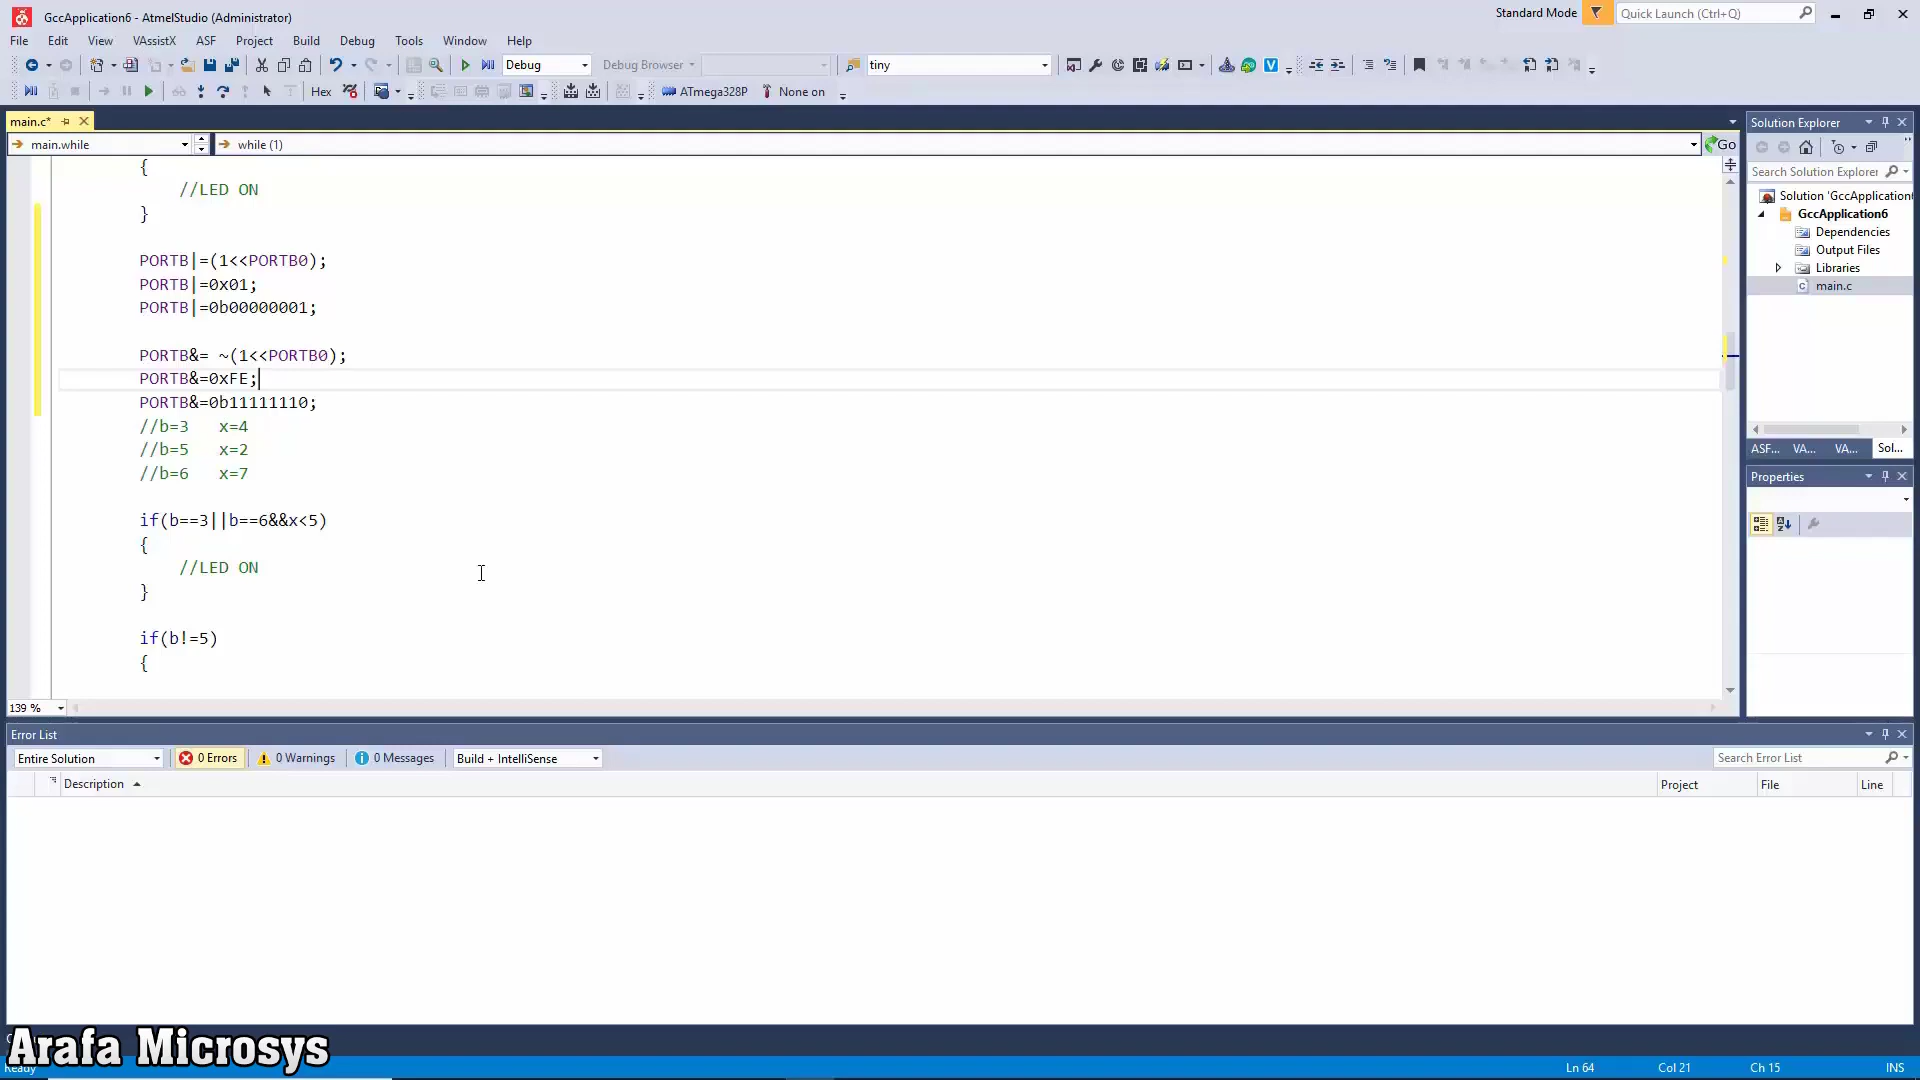 GccApplication6 - AtmelStudio (Administrator)
Standard Mode
Quick Launch (Ctrl+Q)
File Edit View VAssistX ASF Project Build Debug Tools Window Help
Debug Debug Browser tiny
Hex ATmega328P None on
main.c*
main.while while (1) Go
{
//LED ON
}
PORTB|=(1<<PORTB0);
PORTB|=0x01;
PORTB|=0b00000001;
PORTB&= ~(1<<PORTB0);
PORTB&=0xFE;
PORTB&=0b11111110;
//b=3 x=4
//b=5 x=2
//b=6 x=7
if(b==3||b==6&&x<5)
{
//LED ON
}
if(b!=5)
{
139 %
Solution Explorer
Search Solution Explorer
Solution 'GccApplication
GccApplication6
Dependencies
Output Files
Libraries
main.c
ASF... VA... VA... Sol...
Properties
Error List
Entire Solution 0 Errors 0 Warnings 0 Messages Build + IntelliSense Search Error List
Description Project File Line
Arafa Microsys
Ready Ln 64 Col 21 Ch 15 INS